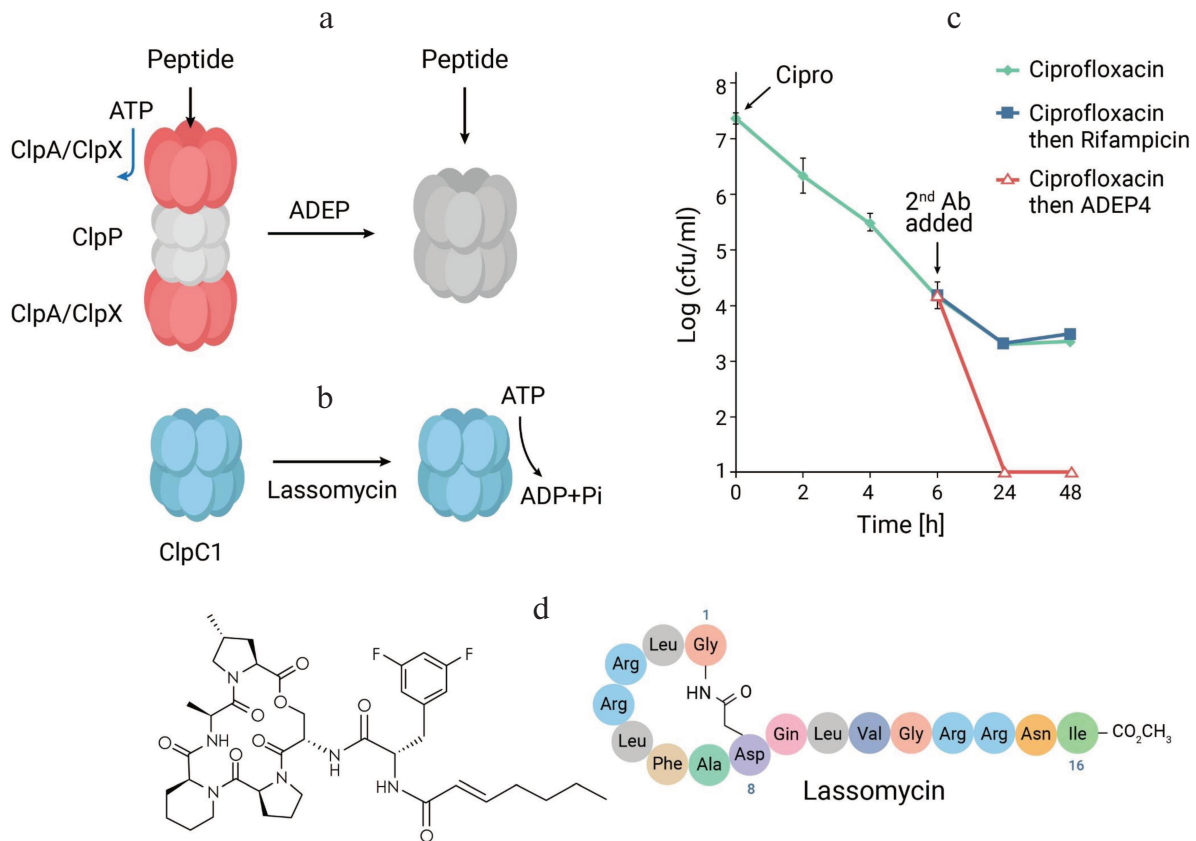 a
Peptide
ATP
ClpA/ClpX
ClpP
ClpA/ClpX
ADEP
Peptide
b
ClpC1
Lassomycin
ATP
ADP+Pi
c
Log (cfu/ml)
8
7
6
5
4
3
2
1
0
2
4
6
24
48
Time [h]
Cipro
2nd Ab
added
Ciprofloxacin
Ciprofloxacin
then Rifampicin
Ciprofloxacin
then ADEP4
d
F
F
O
N
O
O
O
NH
O
O
N
O
N
O
N
H
O
HN
O
1
Gly
Leu
Arg
Arg
Leu
Phe
Ala
Asp
8
HN
O
Gin
Leu
Val
Gly
Arg
Arg
Asn
Ile
16
CO2CH3
Lassomycin